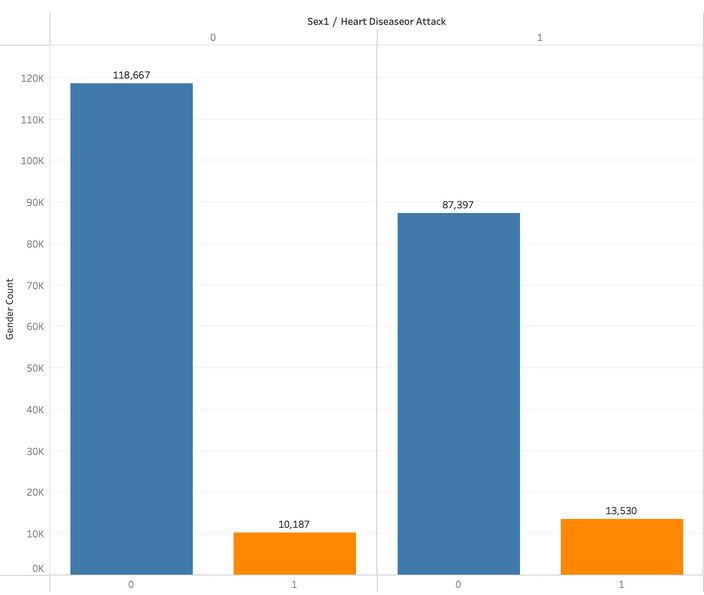 Sex1 / Heart Diseaseor Attack
0 1
120K
110K
100K
90K
80K
70K
60K
50K
40K
30K
20K
10K
0K
Gender Count
118,667
10,187
87,397
13,530
0 1 0 1